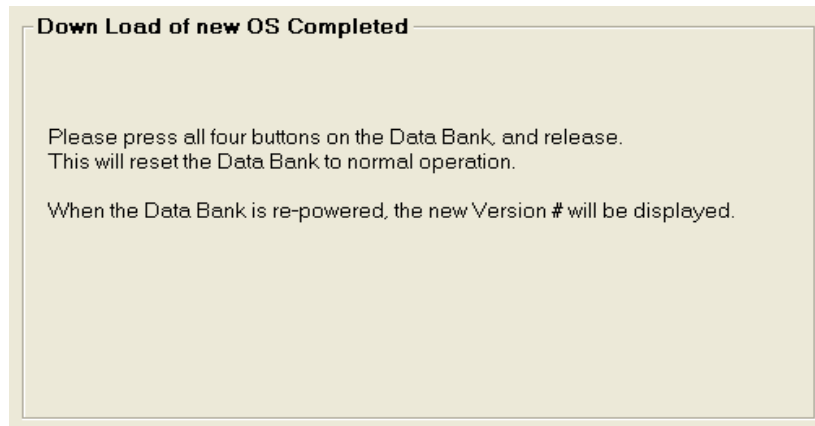 Down Load of new OS Completed
Please press all four buttons on the Data Bank, and release.
This will reset the Data Bank to normal operation.
When the Data Bank is re-powered, the new Version # will be displayed.